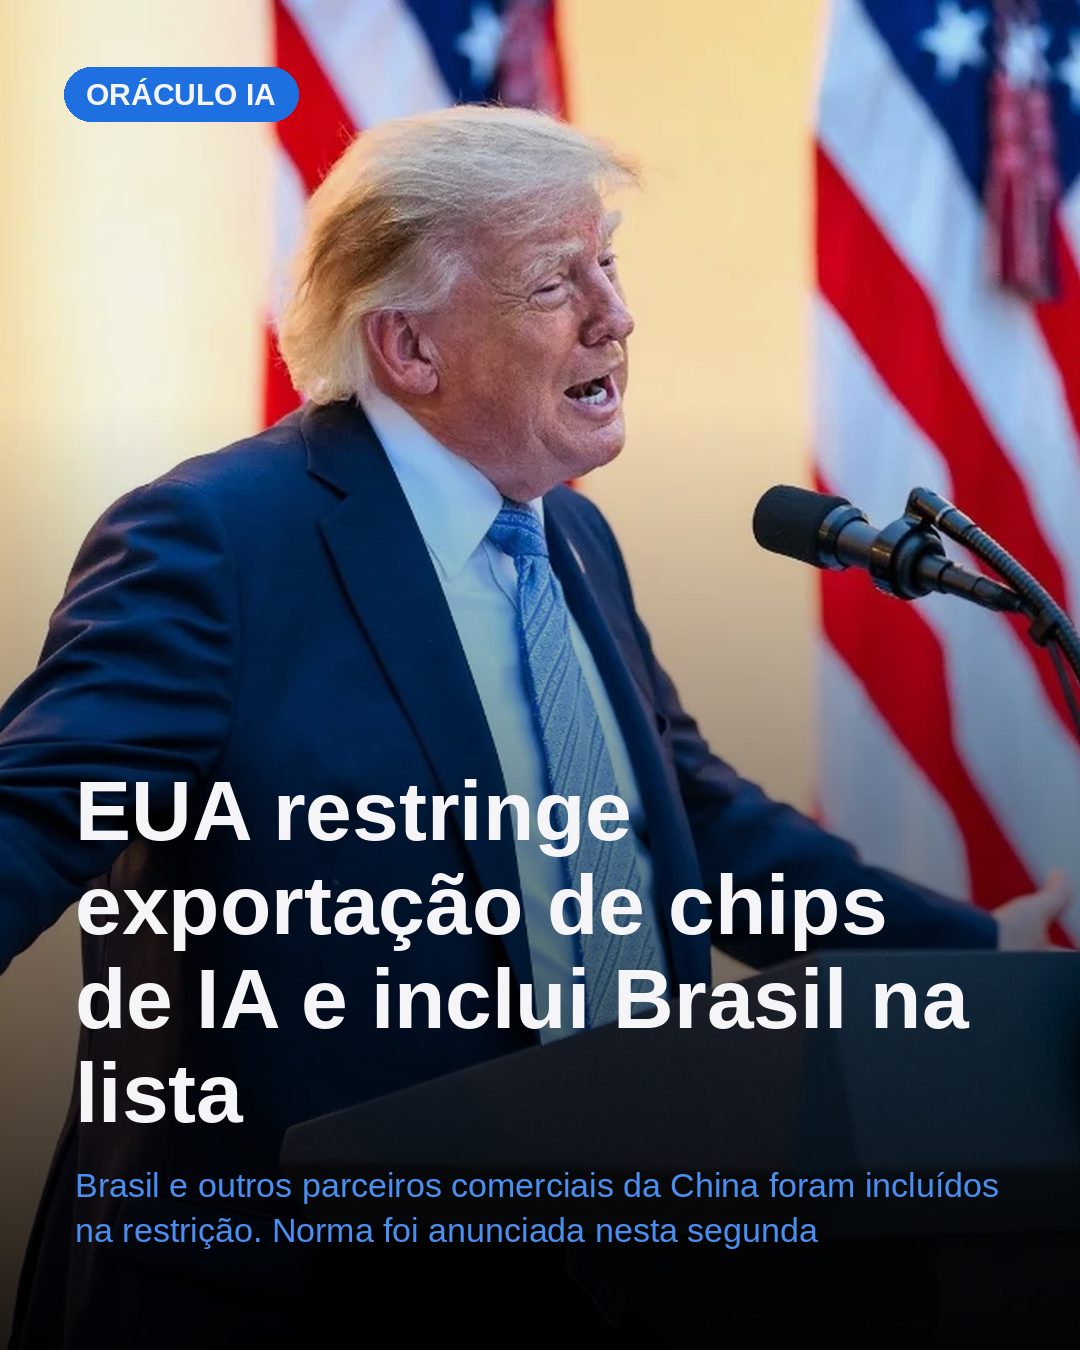 ORÁCULO IA
EUA restringe
exportação de chips
de IA e inclui Brasil na
lista
Brasil e outros parceiros comerciais da China foram incluídos
na restrição. Norma foi anunciada nesta segunda